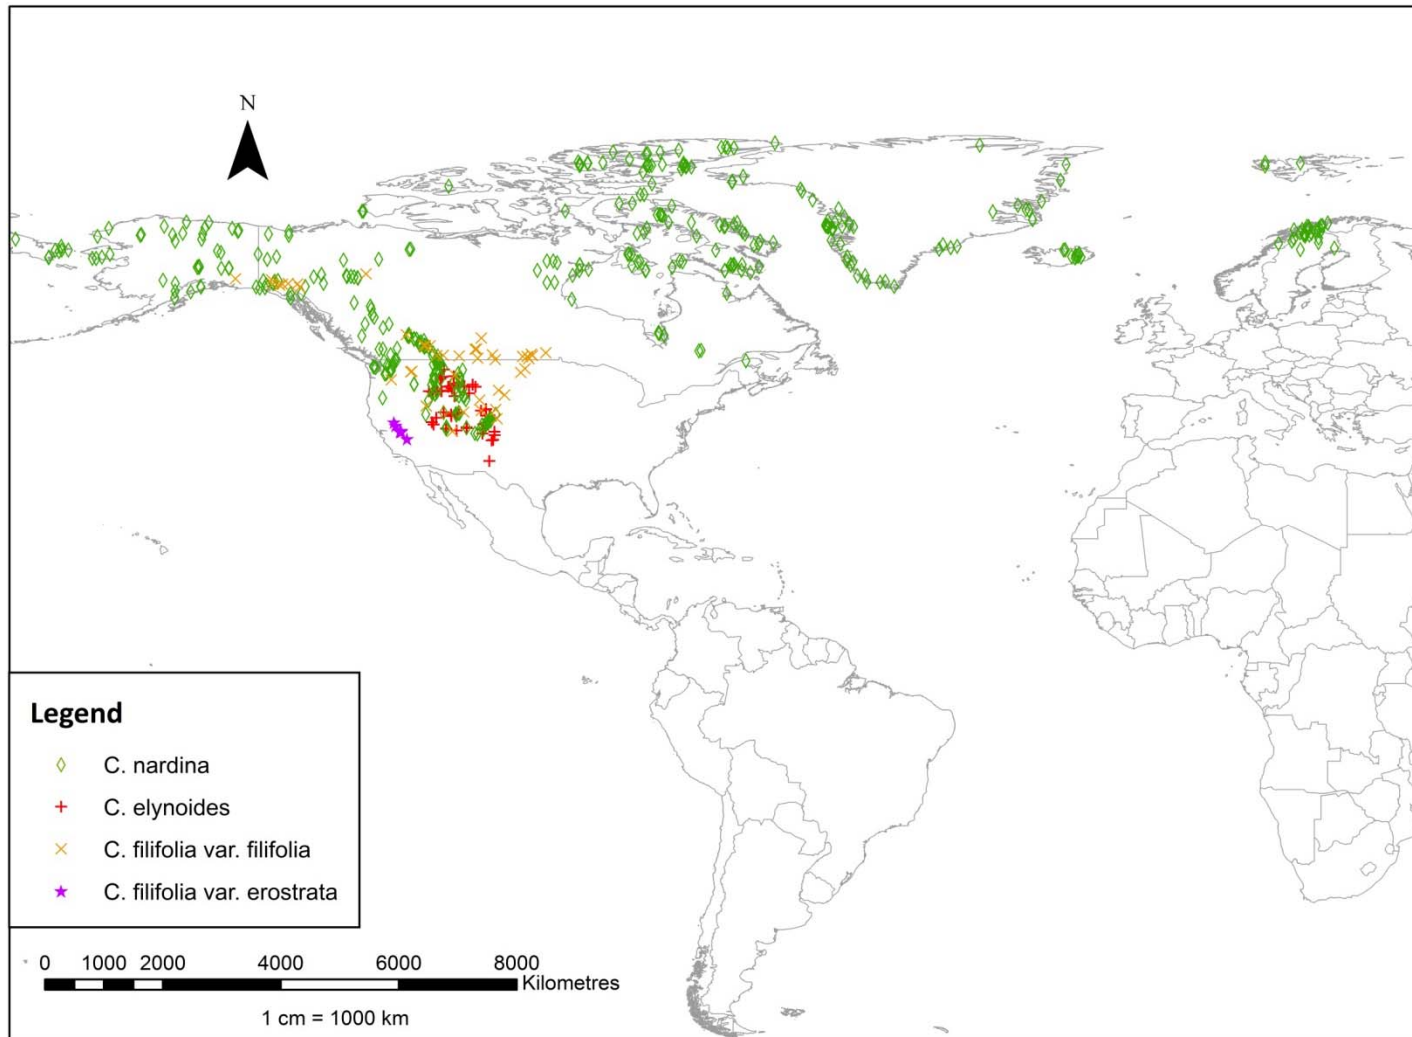 N
Legend
C. nardina
C. elynoides
C. filifolia var. filifolia
C. filifolia var. erostrata
0 1000 2000 4000 6000 8000
Kilometres
1 cm = 1000 km